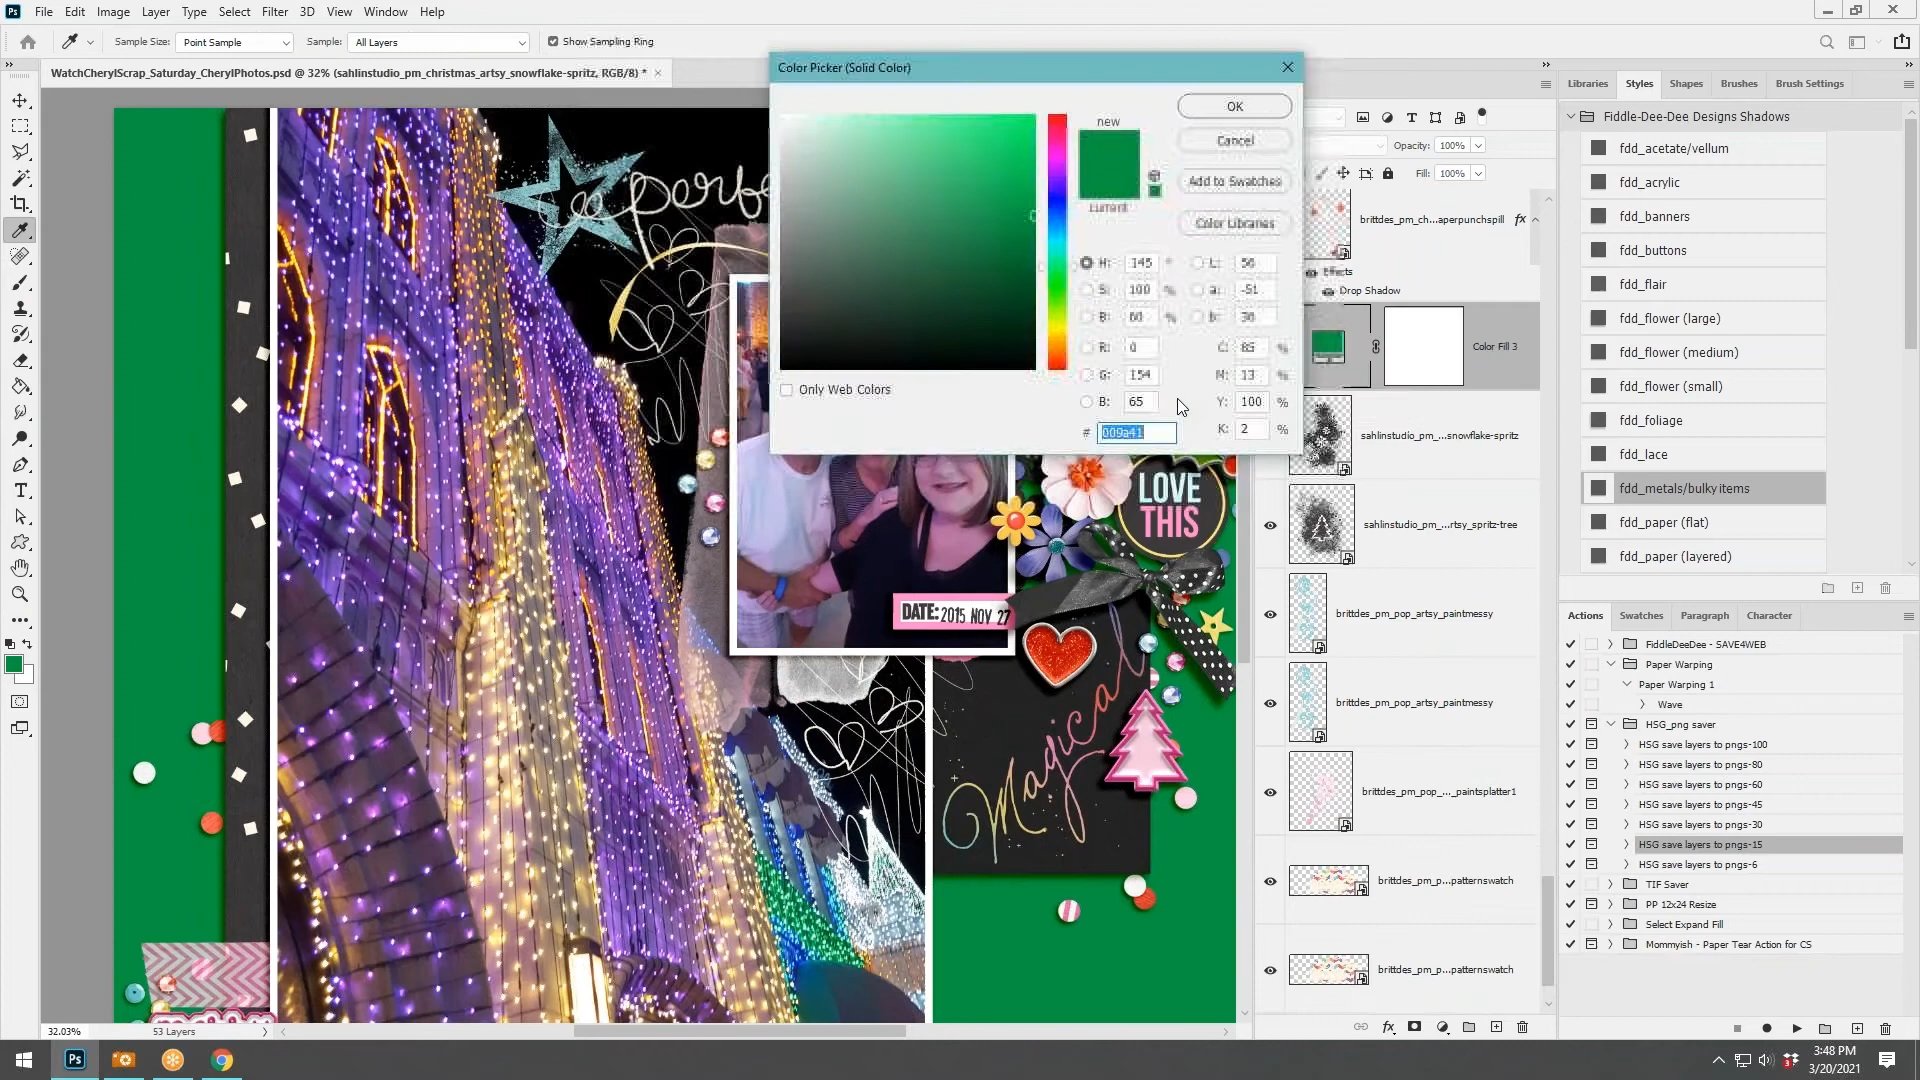 File Edit Image Layer Type Select Filter 3D View Window Help
Sample Size: Point Sample Sample: All Layers Show Sampling Ring
WatchCherylScrap_Saturday_CherylPhotos.psd @ 32% (sahlinstudio_pm_christmas_artsy_snowflake-spritz, RGB/8) *
Color Picker (Solid Color)
new
current
OK
Cancel
Add to Swatches
Color Libraries
H: 145 °
S: 100 %
B: 60 %
R: 0
G: 154
B: 65
# 009a41
L: 56
a: -51
b: 36
C: 85 %
M: 13 %
Y: 100 %
K: 2 %
Only Web Colors
perfe
LOVE
THIS
DATE: 2015 NOV 27
Magical
Opacity: 100%
Fill: 100%
brittdes_pm_ch...aperpunchspill fx
Effects
Drop Shadow
Color Fill 3
sahlinstudio_pm_...snowflake-spritz
sahlinstudio_pm_...rtsy_spritz-tree
brittdes_pm_pop_artsy_paintmessy
brittdes_pm_pop_artsy_paintmessy
brittdes_pm_pop_..._paintsplatter1
brittdes_pm_p...patternswatch
brittdes_pm_p...patternswatch
Libraries Styles Shapes Brushes Brush Settings
Fiddle-Dee-Dee Designs Shadows
fdd_acetate/vellum
fdd_acrylic
fdd_banners
fdd_buttons
fdd_flair
fdd_flower (large)
fdd_flower (medium)
fdd_flower (small)
fdd_foliage
fdd_lace
fdd_metals/bulky items
fdd_paper (flat)
fdd_paper (layered)
Actions Swatches Paragraph Character
FiddleDeeDee - SAVE4WEB
Paper Warping
Paper Warping 1
Wave
HSG_png saver
HSG save layers to pngs-100
HSG save layers to pngs-80
HSG save layers to pngs-60
HSG save layers to pngs-45
HSG save layers to pngs-30
HSG save layers to pngs-15
HSG save layers to pngs-6
TIF Saver
PP 12x24 Resize
Select Expand Fill
Mommyish - Paper Tear Action for CS
32.03% 53 Layers
3:48 PM
3/20/2021